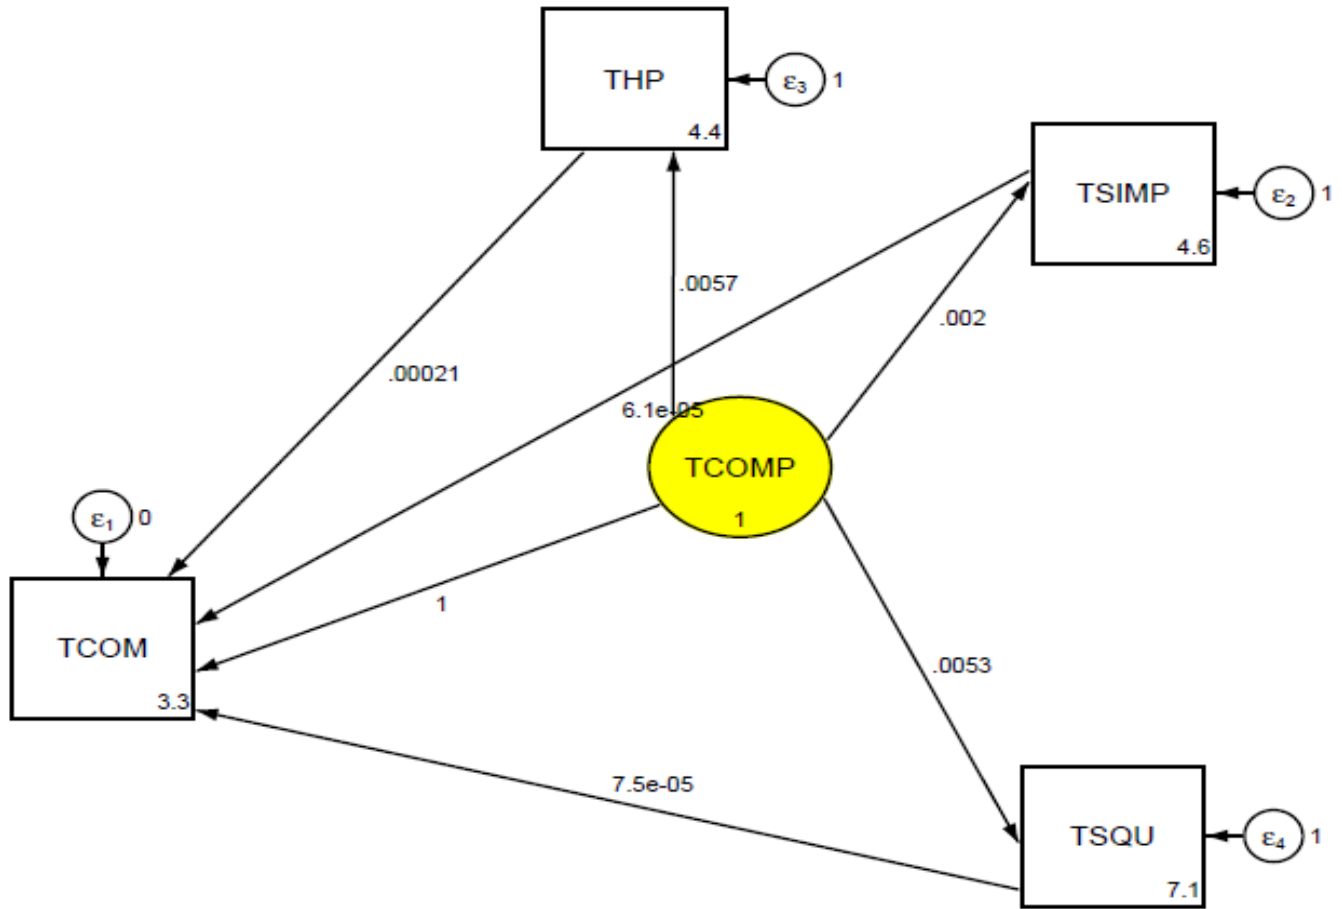 THP
4.4
ε3
1
TSIMP
4.6
ε2
1
.0057
.002
.00021
6.1e-05
TCOMP
1
ε1
0
1
TCOM
3.3
.0053
7.5e-05
TSQU
7.1
ε4
1